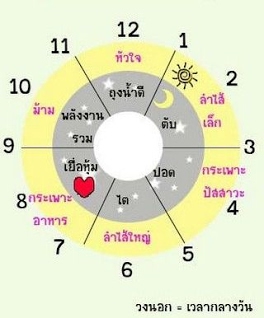 12
11
1
หัวใจ
10
2
ถุงน้ำดี
ลำไส้
เล็ก
ม้าม
พลังงาน
รวม
ตับ
9
3
เยื่อหุ้ม
ปอด
กระเพาะ
ปัสสาวะ
8
กระเพาะ
อาหาร
ไต
4
7
ลำไส้ใหญ่
5
6
วงนอก = เวลากลางวัน